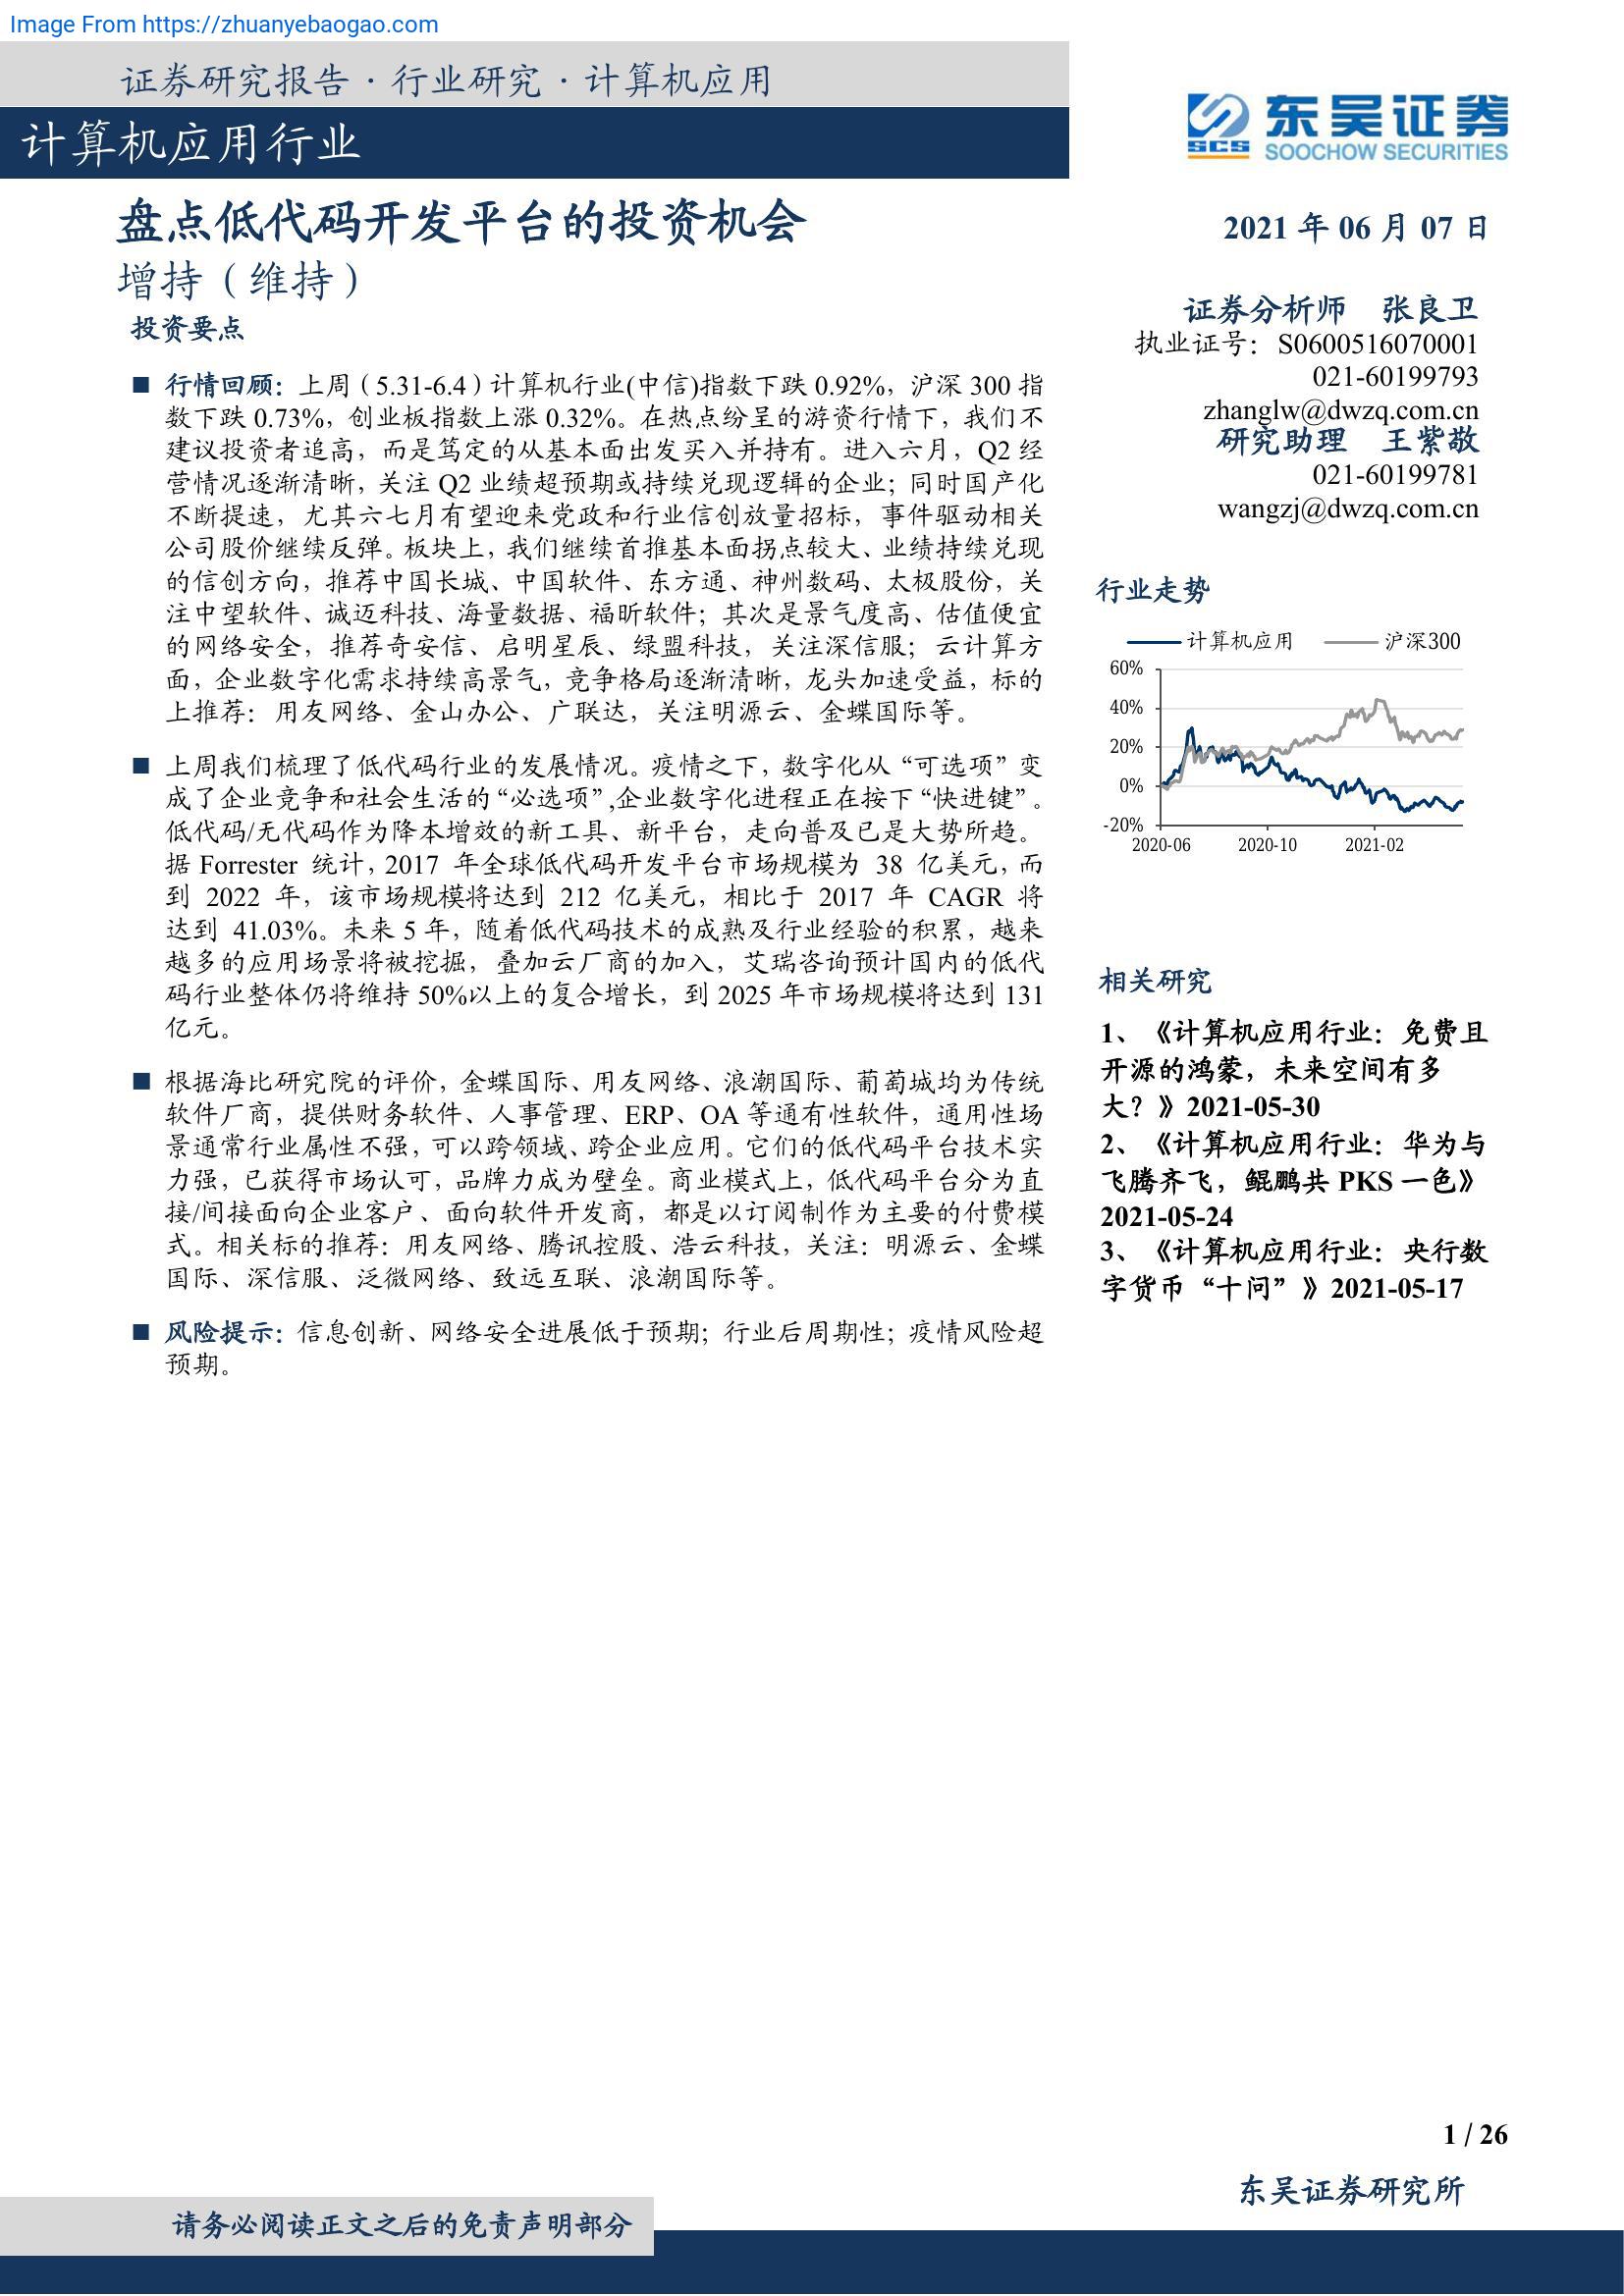 Image From https://zhuanyebaogao.com
证券研究报告·行业研究·计算机应用
计算机应用行业
东吴证券
SCS
SOOCHOW SECURITIES
盘点低代码开发平台的投资机会
增持（维持）
投资要点
■ 行情回顾：上周（5.31-6.4）计算机行业(中信)指数下跌 0.92%，沪深 300 指
数下跌 0.73%，创业板指数上涨 0.32%。在热点纷呈的游资行情下，我们不
建议投资者追高，而是笃定的从基本面出发买入并持有。进入六月，Q2 经
营情况逐渐清晰，关注 Q2 业绩超预期或持续兑现逻辑的企业；同时国产化
不断提速，尤其六七月有望迎来党政和行业信创放量招标，事件驱动相关
公司股价继续反弹。板块上，我们继续首推基本面拐点较大、业绩持续兑现
的信创方向，推荐中国长城、中国软件、东方通、神州数码、太极股份，关
注中望软件、诚迈科技、海量数据、福昕软件；其次是景气度高、估值便宜
的网络安全，推荐奇安信、启明星辰、绿盟科技，关注深信服；云计算方
面，企业数字化需求持续高景气，竞争格局逐渐清晰，龙头加速受益，标的
上推荐：用友网络、金山办公、广联达，关注明源云、金蝶国际等。
■ 上周我们梳理了低代码行业的发展情况。疫情之下，数字化从“可选项”变
成了企业竞争和社会生活的“必选项”,企业数字化进程正在按下“快进键”。
低代码/无代码作为降本增效的新工具、新平台，走向普及已是大势所趋。
据 Forrester 统计，2017 年全球低代码开发平台市场规模为 38 亿美元，而
到 2022 年，该市场规模将达到 212 亿美元，相比于 2017 年 CAGR 将
达到 41.03%。未来 5 年，随着低代码技术的成熟及行业经验的积累，越来
越多的应用场景将被挖掘，叠加云厂商的加入，艾瑞咨询预计国内的低代
码行业整体仍将维持 50%以上的复合增长，到 2025 年市场规模将达到 131
亿元。
■ 根据海比研究院的评价，金蝶国际、用友网络、浪潮国际、葡萄城均为传统
软件厂商，提供财务软件、人事管理、ERP、OA 等通有性软件，通用性场
景通常行业属性不强，可以跨领域、跨企业应用。它们的低代码平台技术实
力强，已获得市场认可，品牌力成为壁垒。商业模式上，低代码平台分为直
接/间接面向企业客户、面向软件开发商，都是以订阅制作为主要的付费模
式。相关标的推荐：用友网络、腾讯控股、浩云科技，关注：明源云、金蝶
国际、深信服、泛微网络、致远互联、浪潮国际等。
■ 风险提示：信息创新、网络安全进展低于预期；行业后周期性；疫情风险超
预期。
2021 年 06 月 07 日
证券分析师 张良卫
执业证号：S0600516070001
021-60199793
zhanglw@dwzq.com.cn
研究助理 王紫敬
021-60199781
wangzj@dwzq.com.cn
行业走势
计算机应用 沪深300
60%
40%
20%
0%
-20%
2020-06 2020-10 2021-02
相关研究
1、《计算机应用行业：免费且
开源的鸿蒙，未来空间有多
大？》2021-05-30
2、《计算机应用行业：华为与
飞腾齐飞，鲲鹏共 PKS 一色》
2021-05-24
3、《计算机应用行业：央行数
字货币“十问”》2021-05-17
1 / 26
东吴证券研究所
请务必阅读正文之后的免责声明部分